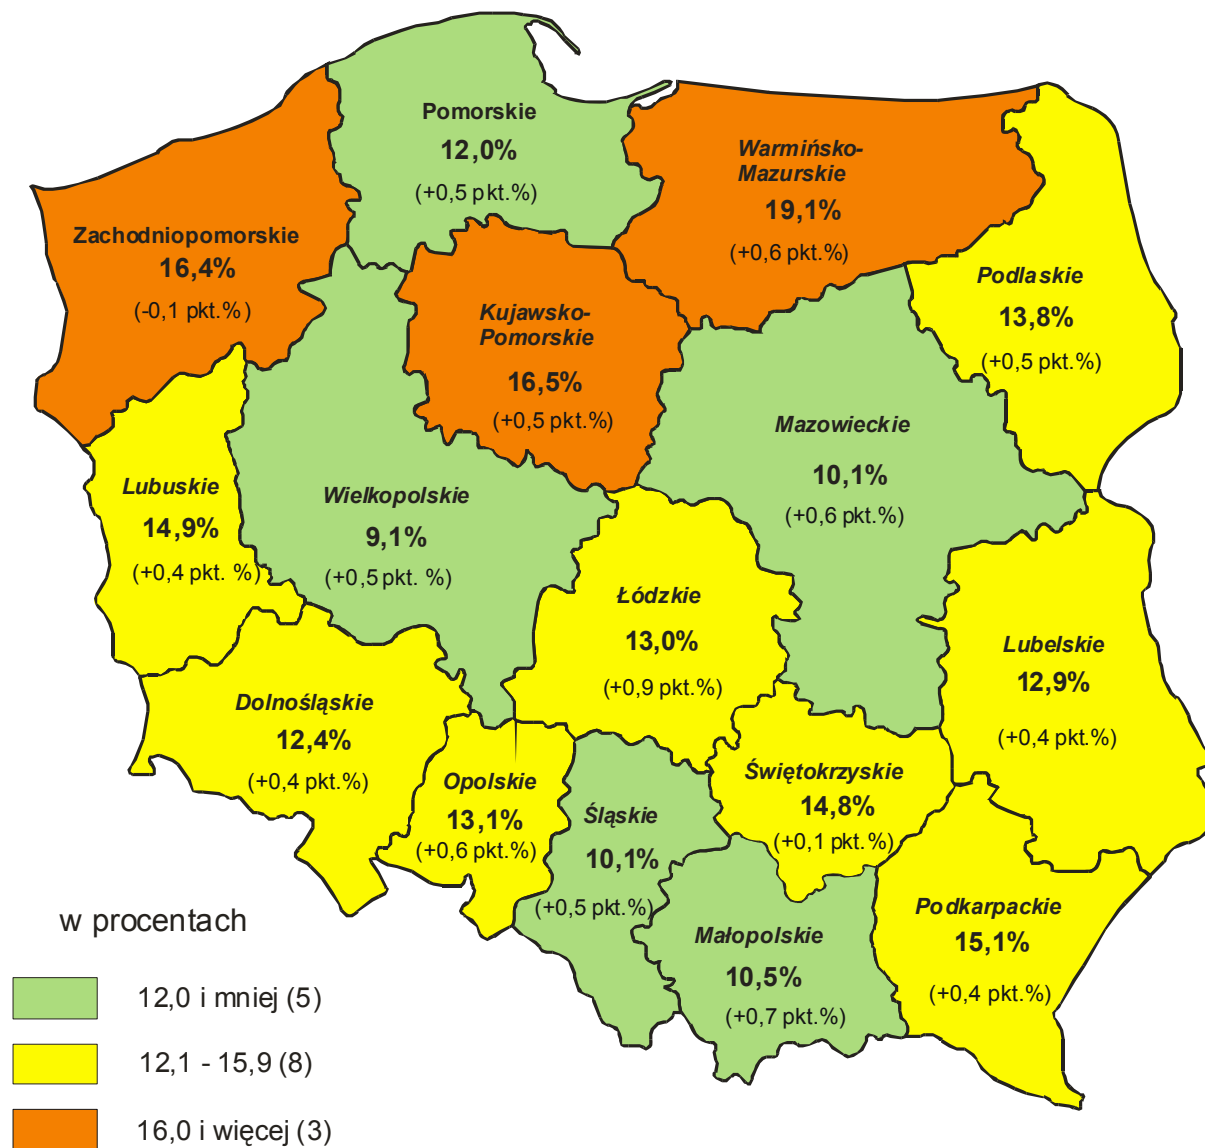 Pomorskie
12,0%
(+0,5 pkt.%)
Warmińsko-
Mazurskie
19,1%
(+0,6 pkt.%)
Zachodniopomorskie
16,4%
(-0,1 pkt.%)
Podlaskie
13,8%
(+0,5 pkt.%)
Kujawsko-
Pomorskie
16,5%
(+0,5 pkt.%)
Mazowieckie
10,1%
(+0,6 pkt.%)
Lubuskie
14,9%
(+0,4 pkt. %)
Wielkopolskie
9,1%
(+0,5 pkt. %)
Łódzkie
13,0%
(+0,9 pkt.%)
Lubelskie
12,9%
(+0,4 pkt.%)
Dolnośląskie
12,4%
(+0,4 pkt.%)
Opolskie
13,1%
(+0,6 pkt.%)
Śląskie
10,1%
(+0,5 pkt.%)
Świętokrzyskie
14,8%
(+0,1 pkt.%)
Małopolskie
10,5%
(+0,7 pkt.%)
Podkarpackie
15,1%
(+0,4 pkt.%)
w procentach
12,0 i mniej (5)
12,1 - 15,9 (8)
16,0 i więcej (3)